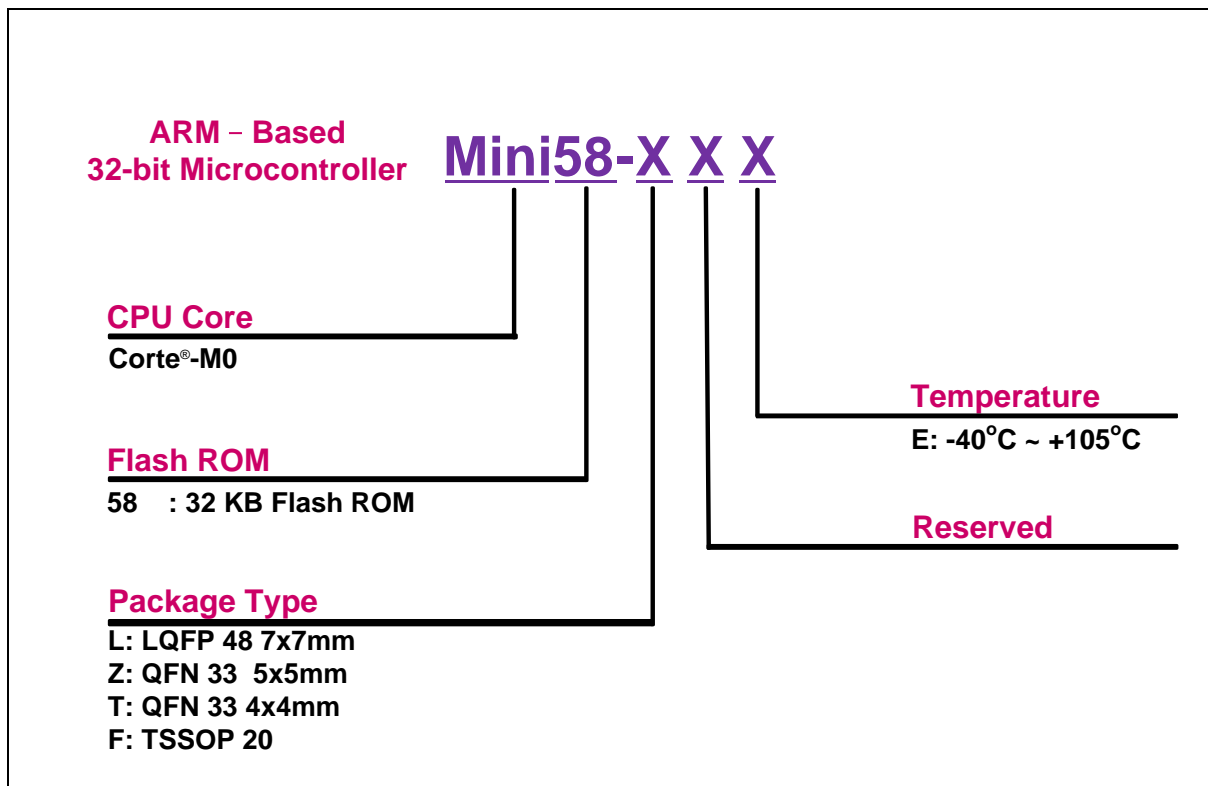 ARM – Based
32-bit Microcontroller
Mini58-X X X
CPU Core
Corte®-M0
Temperature
E: -40°C ~ +105°C
Flash ROM
58 : 32 KB Flash ROM
Reserved
Package Type
L: LQFP 48 7x7mm
Z: QFN 33 5x5mm
T: QFN 33 4x4mm
F: TSSOP 20